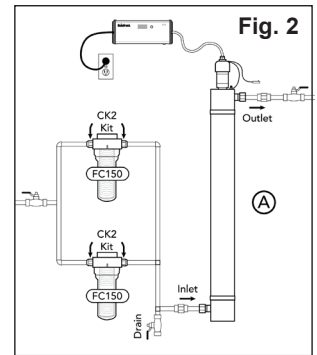 Fig. 2
CK2
Kit
FC150
Outlet
A
CK2
Kit
FC150
Inlet
Drain